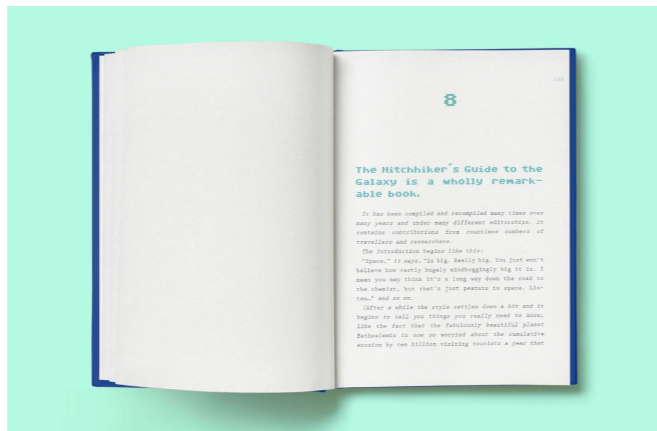 8
The Hitchhiker's Guide to the
Galaxy is a wholly remark-
able book.
It has been compiled and recompiled many times over
many years and under many different editorships. It
contains contributions from countless numbers of
travellers and researchers.
The introduction begins like this:
"Space," it says, "is big. Really big. You just won't
believe how vastly hugely mindboggingly big it is. I
mean you may think it's a long way down the road to
the chemist, but that's just peanuts to space. Lis-
ten…" and so on.
(After a while the style settles down a bit and it
begins to tell you things you really need to know,
like the fact that the fabulously beautiful planet
Bethselamin is now so worried about the cumulative
erosion by ten billion visiting tourists a year that